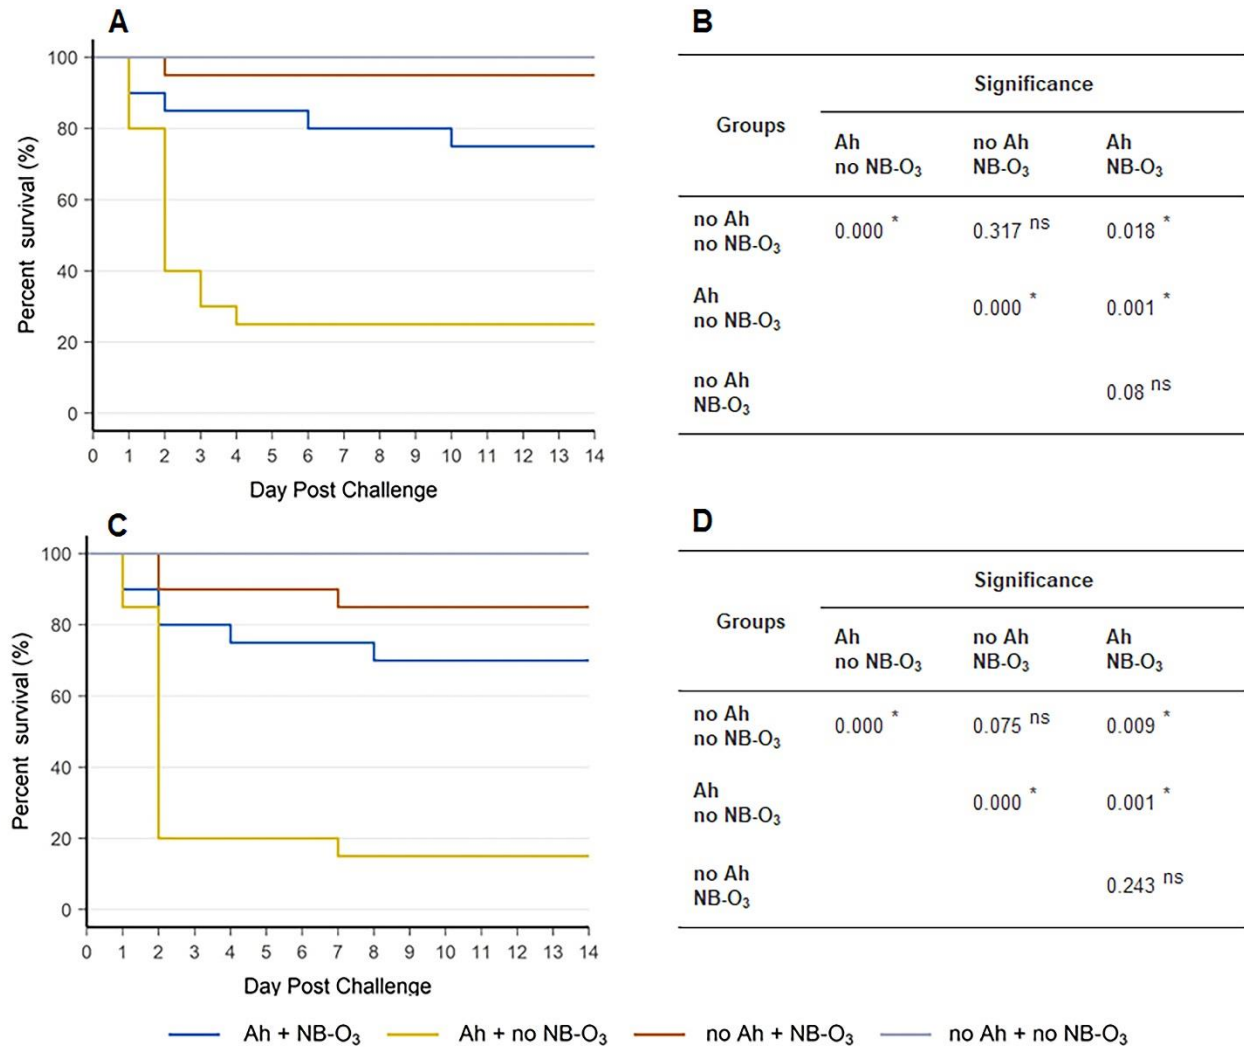 A
Percent survival (%)
100
80
60
40
20
0
0 1 2 3 4 5 6 7 8 9 10 11 12 13 14
Day Post Challenge
B
Groups
Significance
Ah
no NB-O₃
no Ah
NB-O₃
Ah
NB-O₃
no Ah
no NB-O₃
0.000 * 0.317 ns 0.018 *
Ah
no NB-O₃
0.000 * 0.001 *
no Ah
NB-O₃
0.08 ns
C
Percent survival (%)
100
80
60
40
20
0
0 1 2 3 4 5 6 7 8 9 10 11 12 13 14
Day Post Challenge
D
Groups
Significance
Ah
no NB-O₃
no Ah
NB-O₃
Ah
NB-O₃
no Ah
no NB-O₃
0.000 * 0.075 ns 0.009 *
Ah
no NB-O₃
0.000 * 0.001 *
no Ah
NB-O₃
0.243 ns
Ah + NB-O₃ Ah + no NB-O₃ no Ah + NB-O₃ no Ah + no NB-O₃